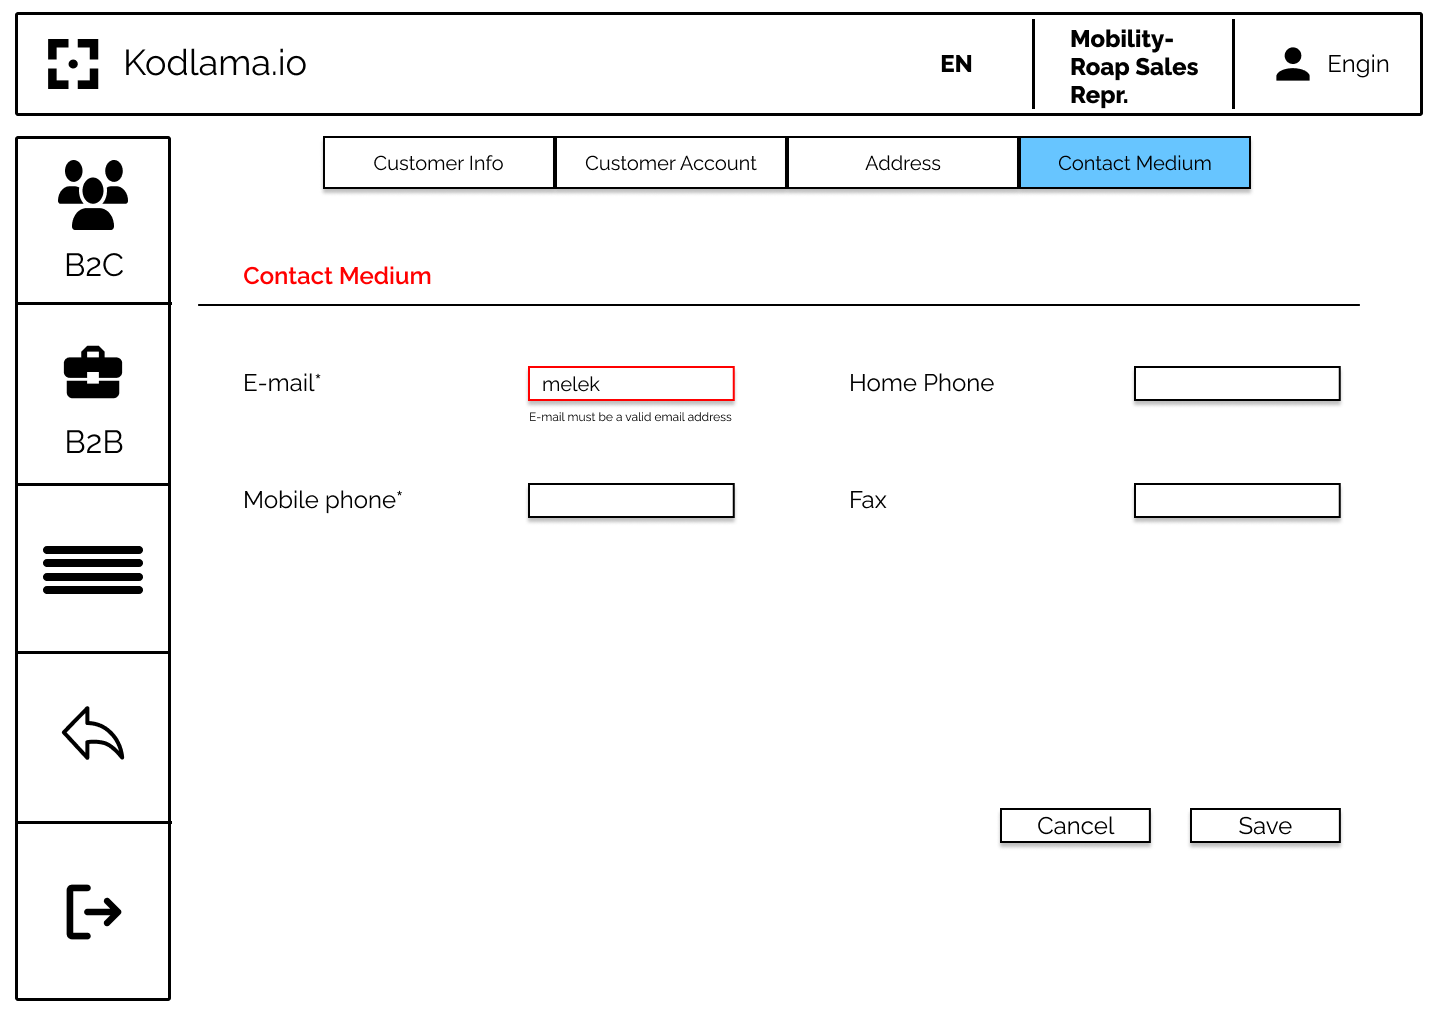 Kodlama.io
EN
Mobility-
Roap Sales
Repr.
Engin
B2C
B2B
Customer Info
Customer Account
Address
Contact Medium
Contact Medium
E-mail*
melek
E-mail must be a valid email address
Home Phone
Mobile phone*
Fax
Cancel
Save